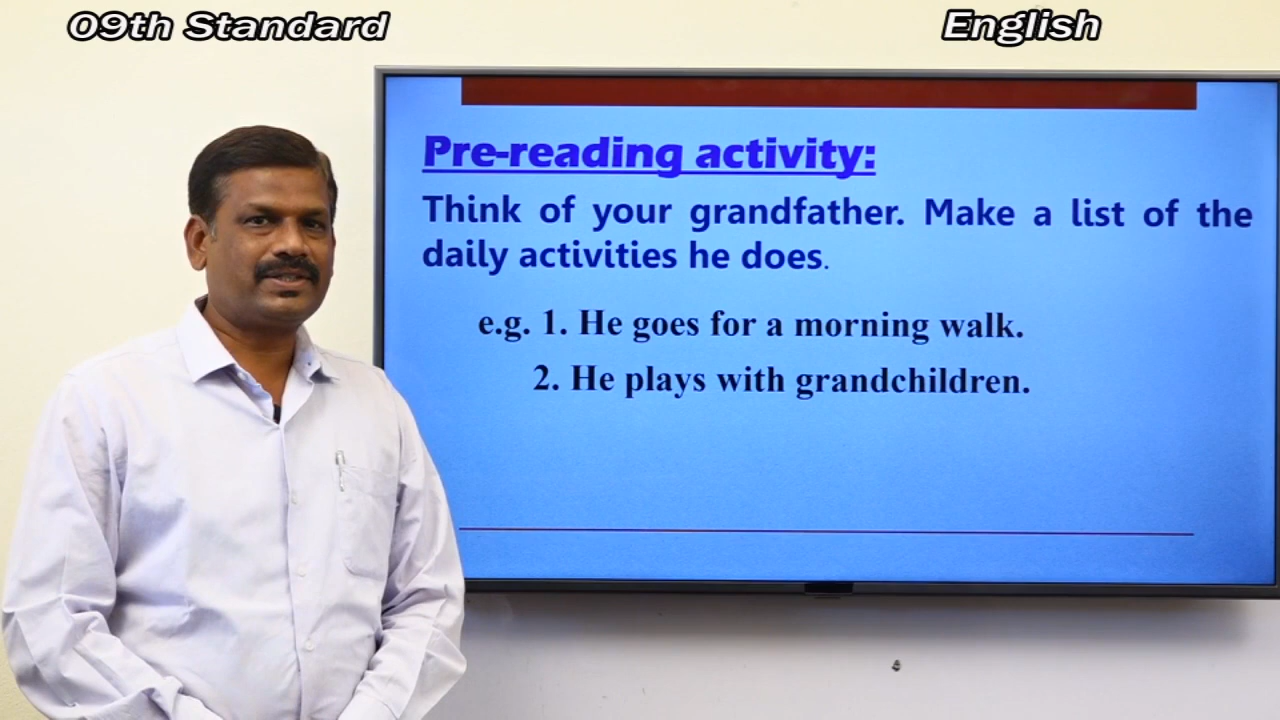 09th Standard
English
Pre-reading activity:
Think of your grandfather. Make a list of the
daily activities he does.
e.g. 1. He goes for a morning walk.
2. He plays with grandchildren.